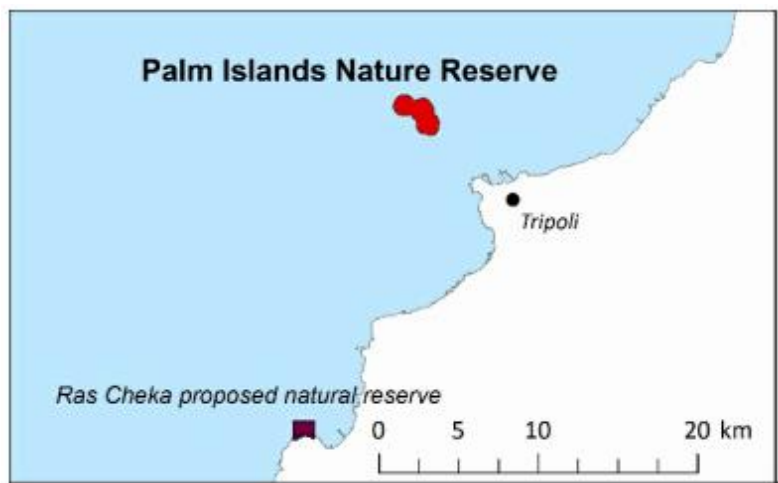 Palm Islands Nature Reserve
Tripoli
Ras Cheka proposed natural reserve
0 5 10 20 km